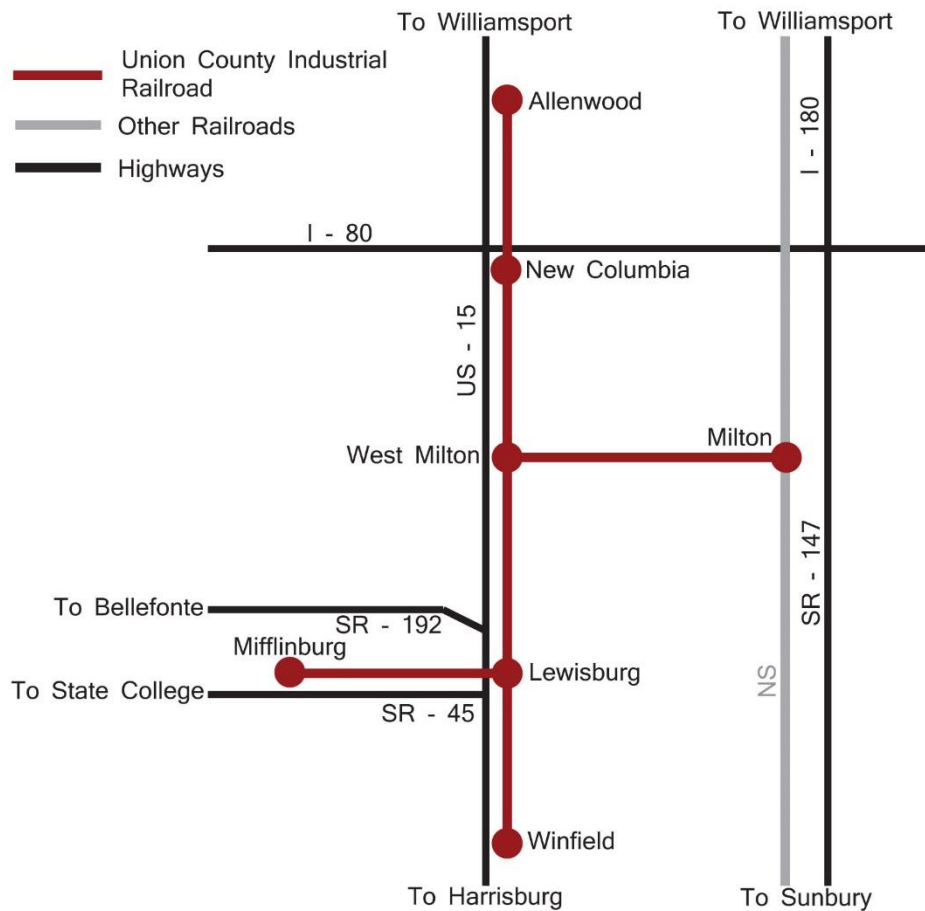 To Williamsport
To Williamsport
Union County Industrial
Railroad
Other Railroads
Highways
Allenwood
I - 180
I - 80
New Columbia
US - 15
West Milton
Milton
SR - 147
To Bellefonte
SR - 192
Mifflinburg
Lewisburg
To State College
SR - 45
NS
Winfield
To Harrisburg
To Sunbury